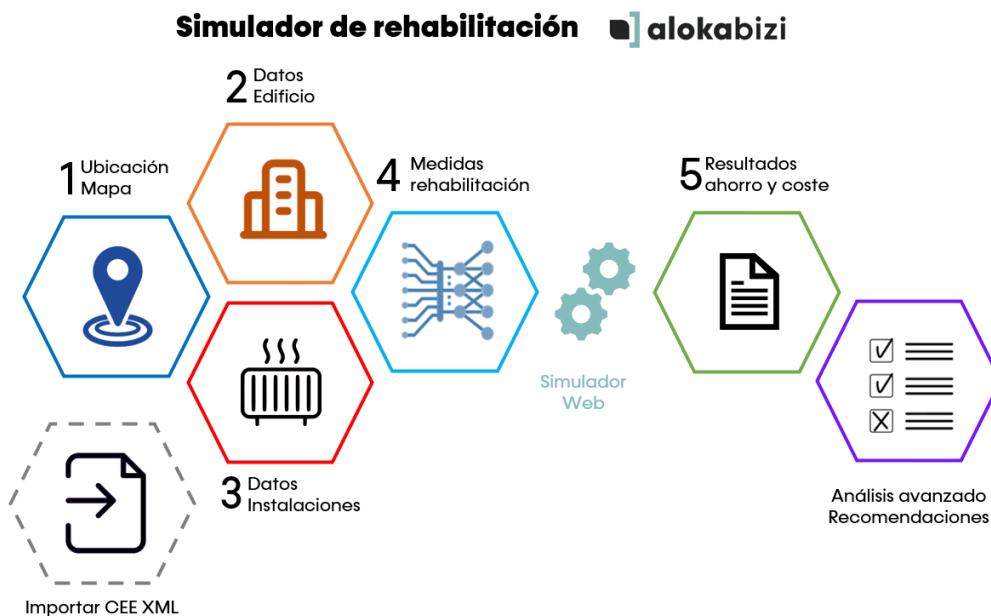 Simulador de rehabilitación
alokabizi
1 Ubicación
Mapa
2 Datos
Edificio
3 Datos
Instalaciones
4 Medidas
rehabilitación
Simulador
Web
5 Resultados
ahorro y coste
Análisis avanzado
Recomendaciones
Importar CEE XML